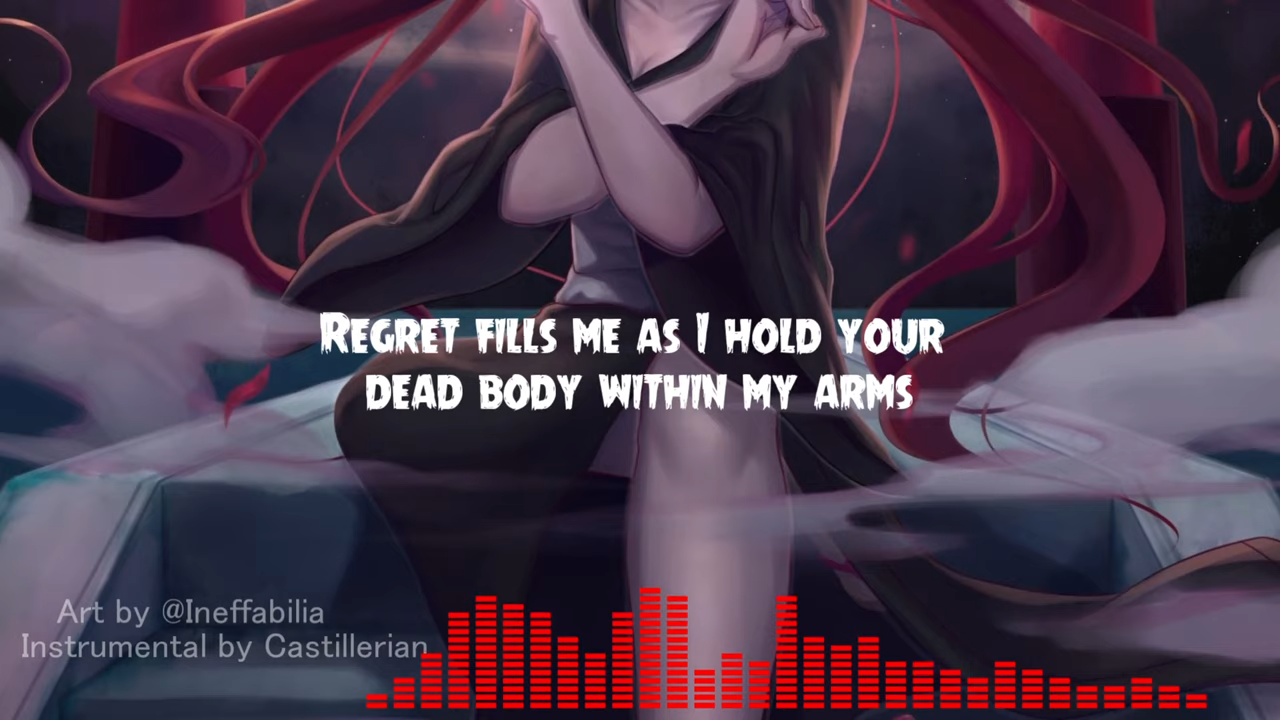 Regret fills me as I hold your
dead body within my arms
Art by @Ineffabilia
Instrumental by Castillerian